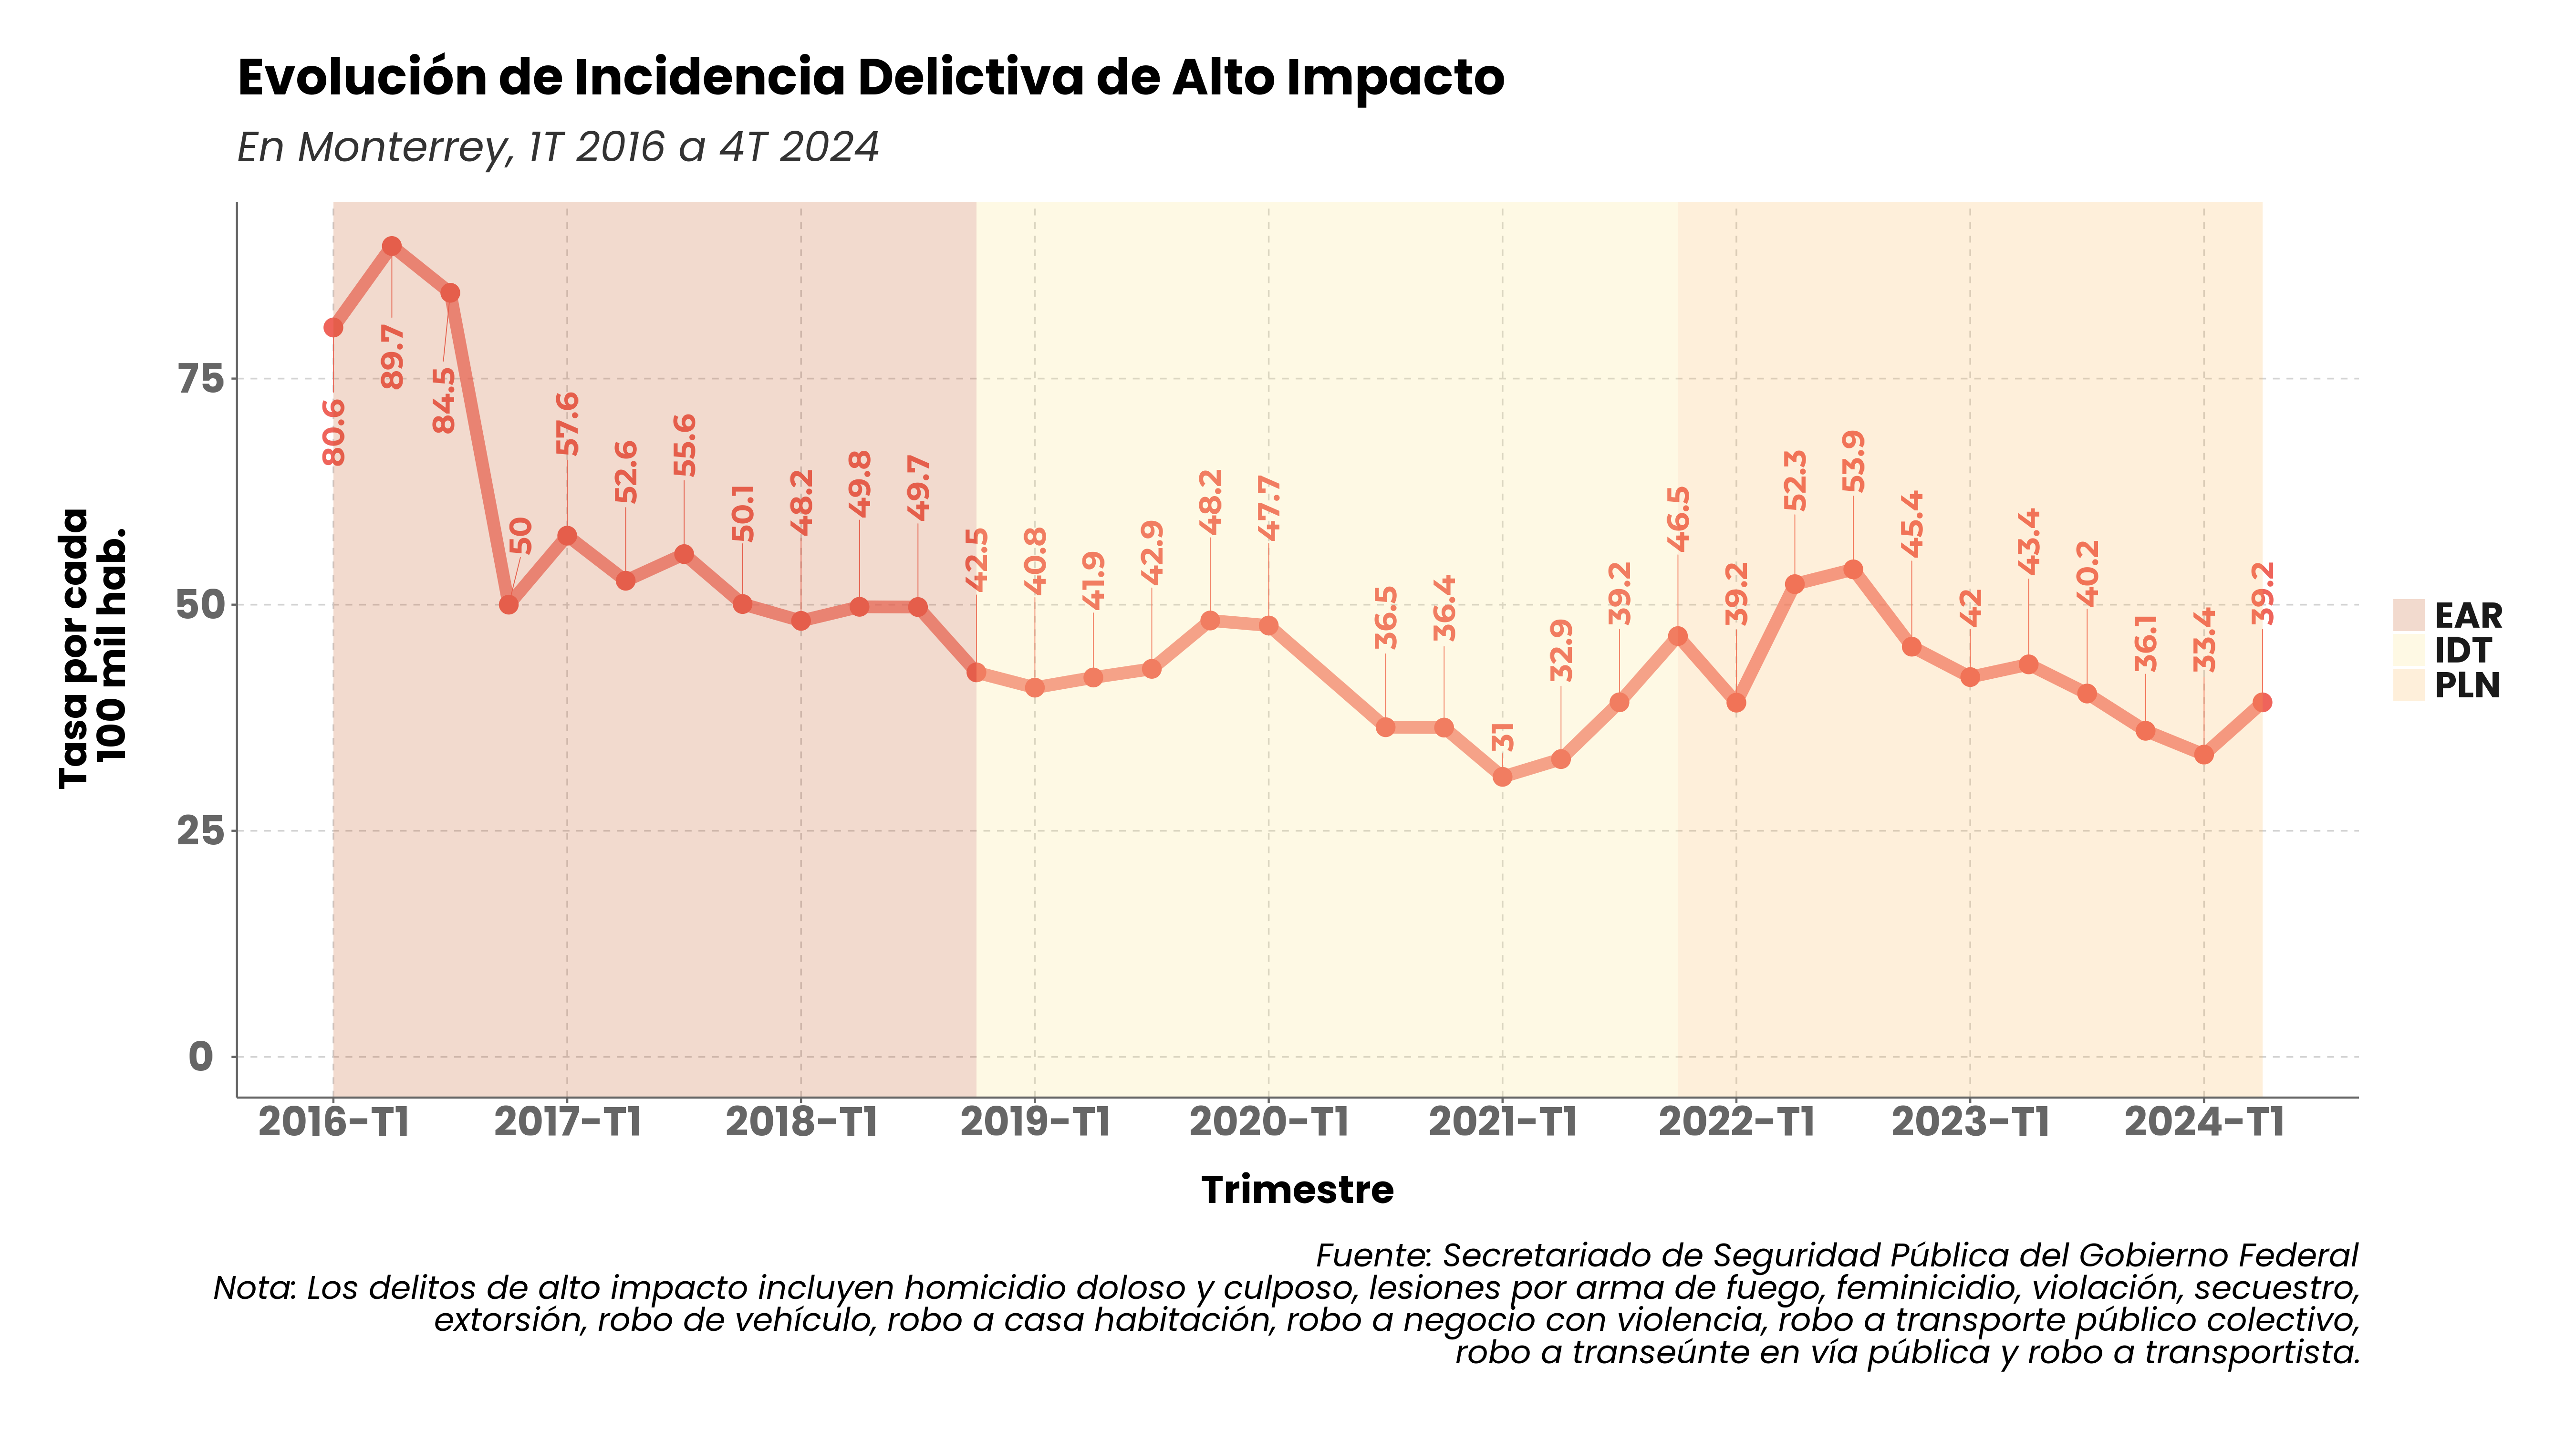 Evolución de Incidencia Delictiva de Alto Impacto
En Monterrey, 1T 2016 a 4T 2024
Tasa por cada
100 mil hab.
75
50
25
0
80.6
89.7
84.5
50
57.6
52.6
55.6
50.1
48.2
49.8
49.7
42.5
40.8
41.9
42.9
48.2
47.7
36.5
36.4
31
32.9
39.2
46.5
39.2
52.3
53.9
45.4
42
43.4
40.2
36.1
33.4
39.2
EAR
IDT
PLN
2016-T1
2017-T1
2018-T1
2019-T1
2020-T1
2021-T1
2022-T1
2023-T1
2024-T1
Trimestre
Fuente: Secretariado de Seguridad Pública del Gobierno Federal
Nota: Los delitos de alto impacto incluyen homicidio doloso y culposo, lesiones por arma de fuego, feminicidio, violación, secuestro,
extorsión, robo de vehículo, robo a casa habitación, robo a negocio con violencia, robo a transporte público colectivo,
robo a transeúnte en vía pública y robo a transportista.